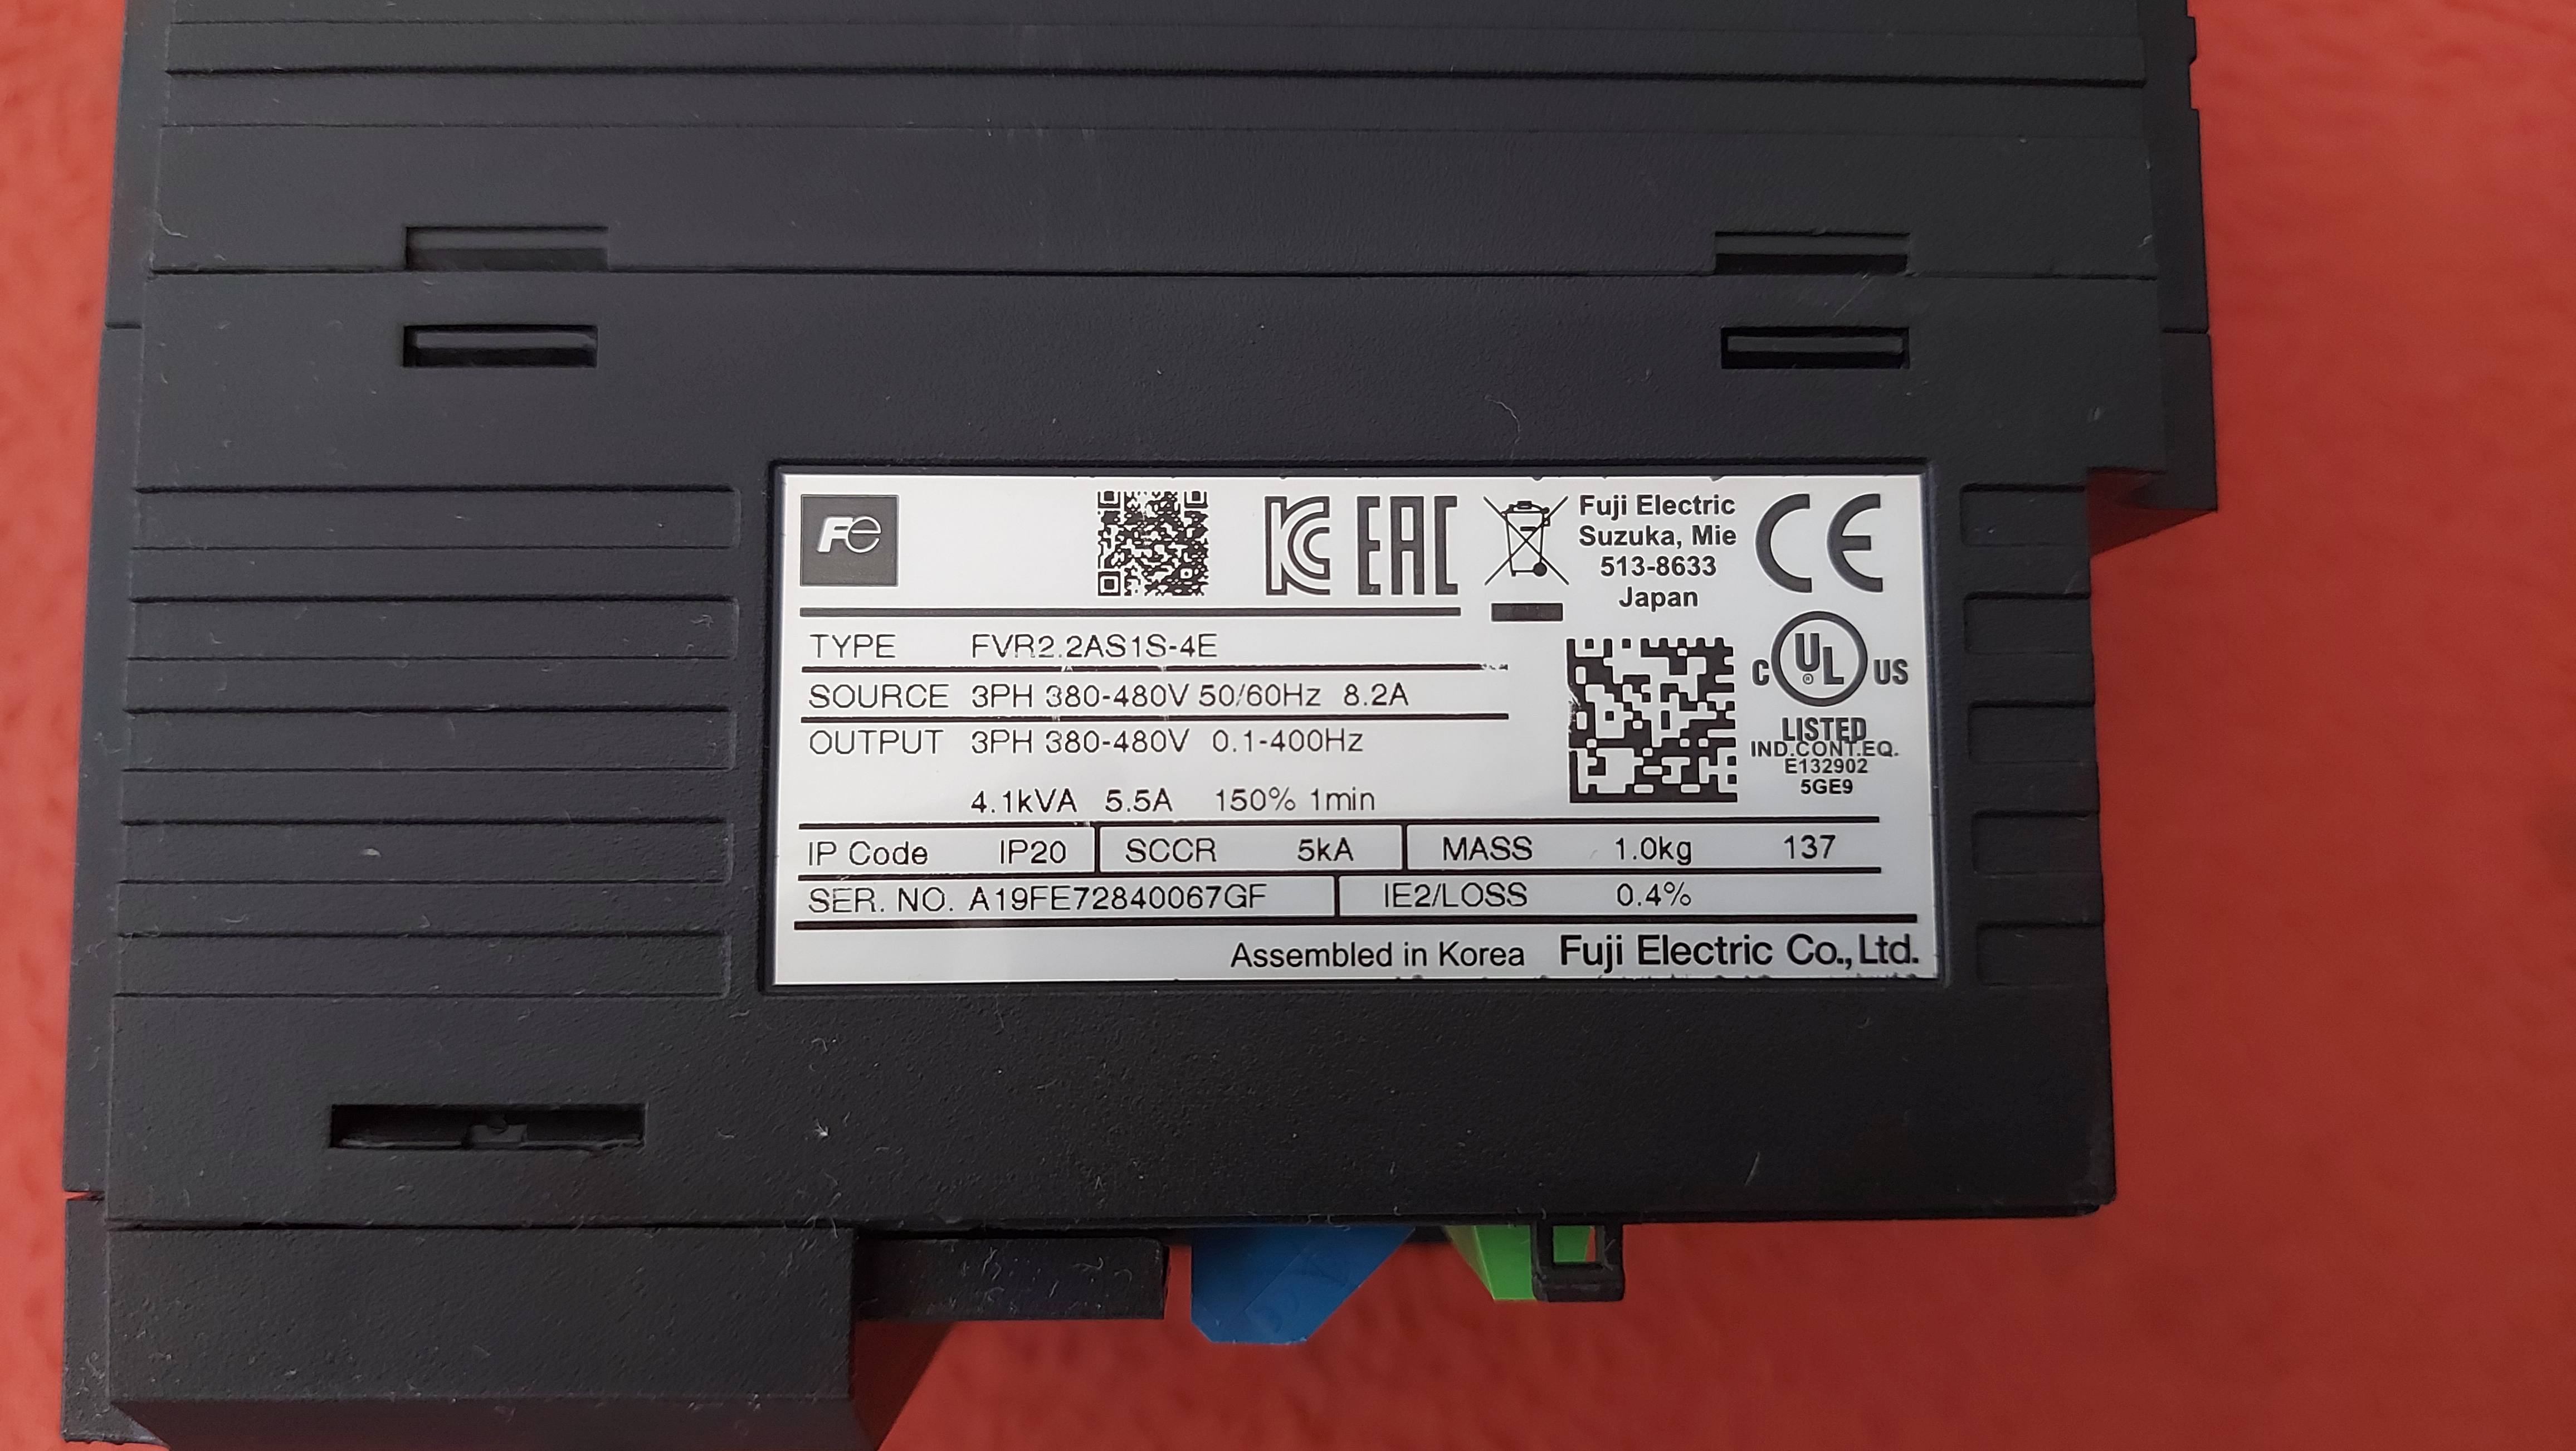 Fe
KC EAC
Fuji Electric
Suzuka, Mie
513-8633
Japan
CE
TYPE FVR2.2AS1S-4E
SOURCE 3PH 380-480V 50/60Hz 8.2A
OUTPUT 3PH 380-480V 0.1-400Hz
4.1kVA 5.5A 150% 1min
C UL ® US
LISTED
IND.CONT.EQ.
E132902
5GE9
IP Code IP20 SCCR 5kA MASS 1.0kg 137
SER. NO. A19FE72840067GF IE2/LOSS 0.4%
Assembled in Korea Fuji Electric Co., Ltd.